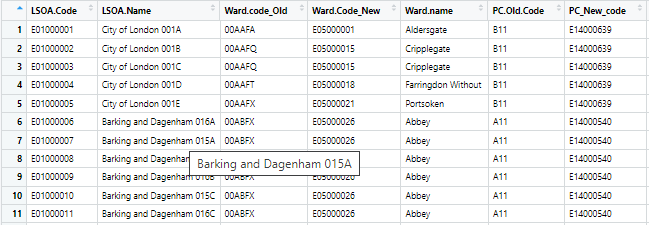 LSOA.Code LSOA.Name Ward.code_Old Ward.Code_New Ward.name PC.Old.Code PC_New_code
1 E01000001 City of London 001A 00AAFA E05000001 Aldersgate B11 E14000639
2 E01000002 City of London 001B 00AAFQ E05000015 Cripplegate B11 E14000639
3 E01000003 City of London 001C 00AAFQ E05000015 Cripplegate B11 E14000639
4 E01000004 City of London 001D 00AAFT E05000018 Farringdon Without B11 E14000639
5 E01000005 City of London 001E 00AAFX E05000021 Portsoken B11 E14000639
6 E01000006 Barking and Dagenham 016A 00ABFX E05000026 Abbey A11 E14000540
7 E01000007 Barking and Dagenham 015A 00ABFX E05000026 Abbey A11 E14000540
8 E01000008 Barking and Dagenham Abbey A11 E14000540
Barking and Dagenham 015A
9 E01000009 Barking and Dagenham Abbey A11 E14000540
10 E01000010 Barking and Dagenham 015C 00ABFX E05000026 Abbey A11 E14000540
11 E01000011 Barking and Dagenham 016C 00ABFX E05000026 Abbey A11 E14000540